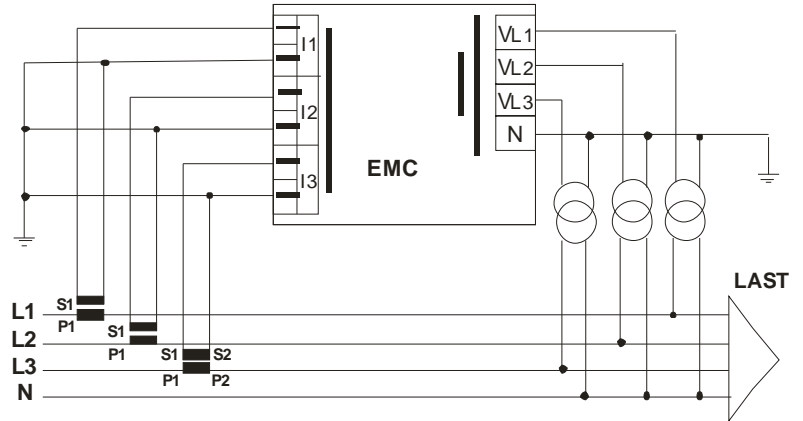 I1
I2
I3
EMC
VL1
VL2
VL3
N
LAST
L1
S1
P1
L2
S1
P1
L3
S1 S2
P1 P2
N